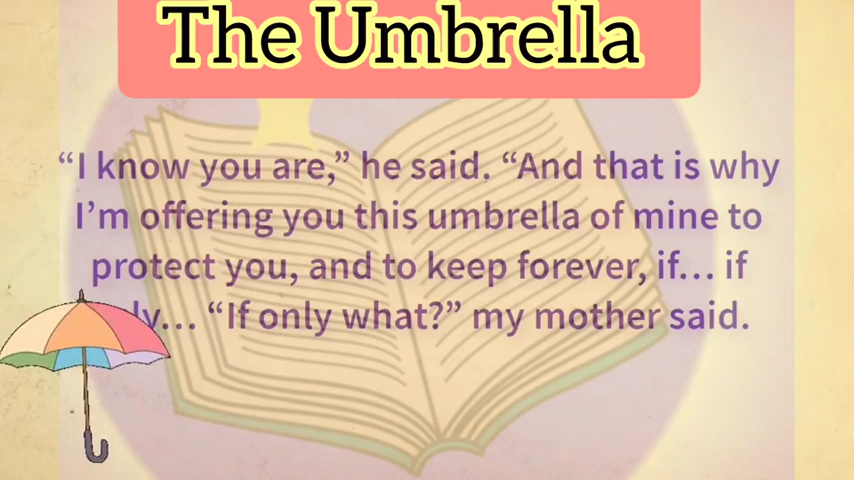 The Umbrella
“I know you are,” he said. “And that is why
I’m offering you this umbrella of mine to
protect you, and to keep forever, if... if
“If only what?” my mother said.